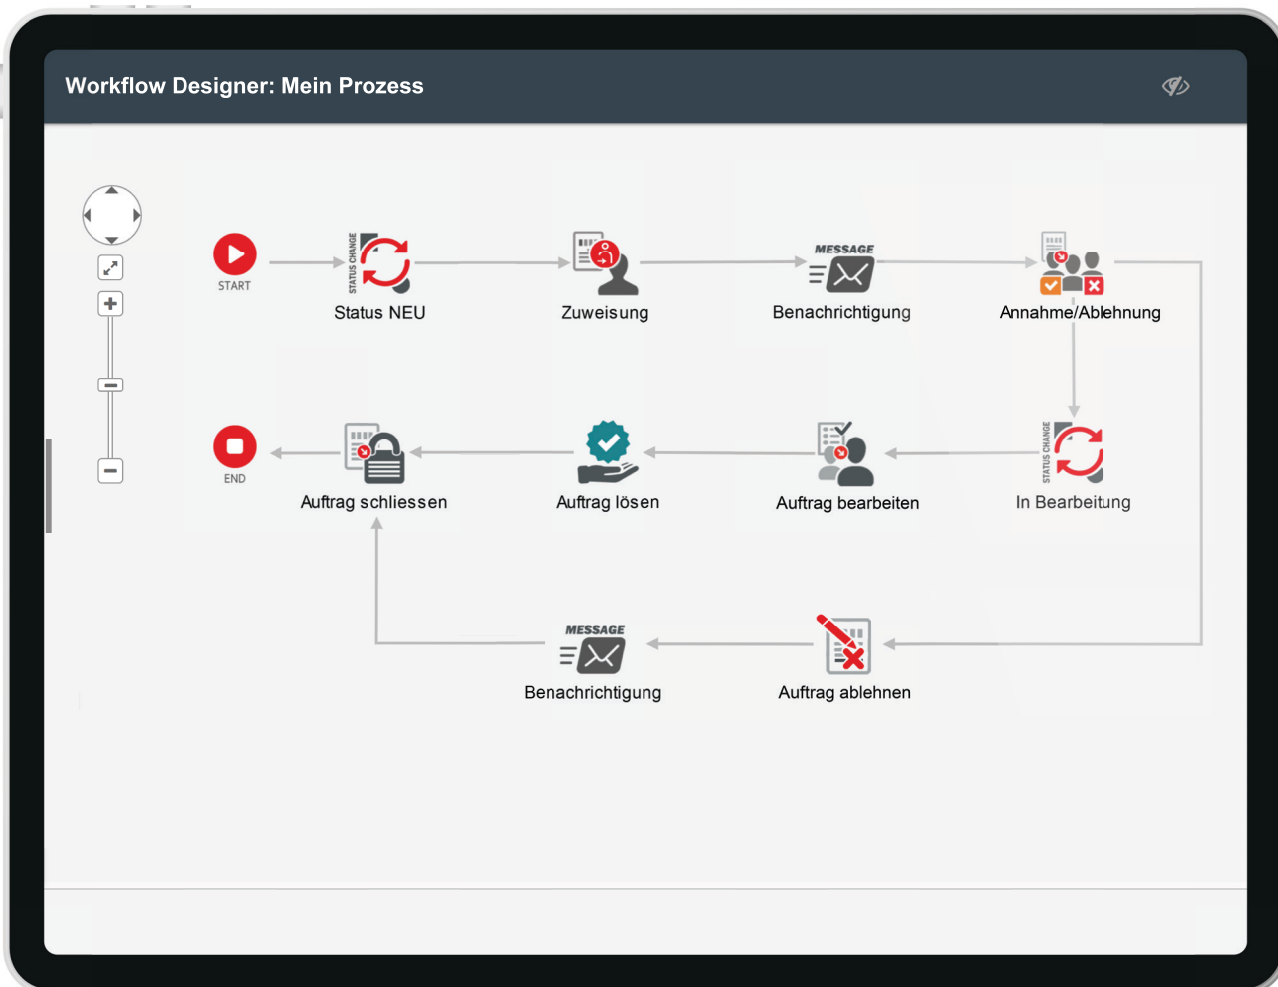 Workflow Designer: Mein Prozess
START
STATUS CHANGE
Status NEU
Zuweisung
MESSAGE
Benachrichtigung
Annahme/Ablehnung
END
Auftrag schliessen
Auftrag lösen
Auftrag bearbeiten
STATUS CHANGE
In Bearbeitung
MESSAGE
Benachrichtigung
Auftrag ablehnen